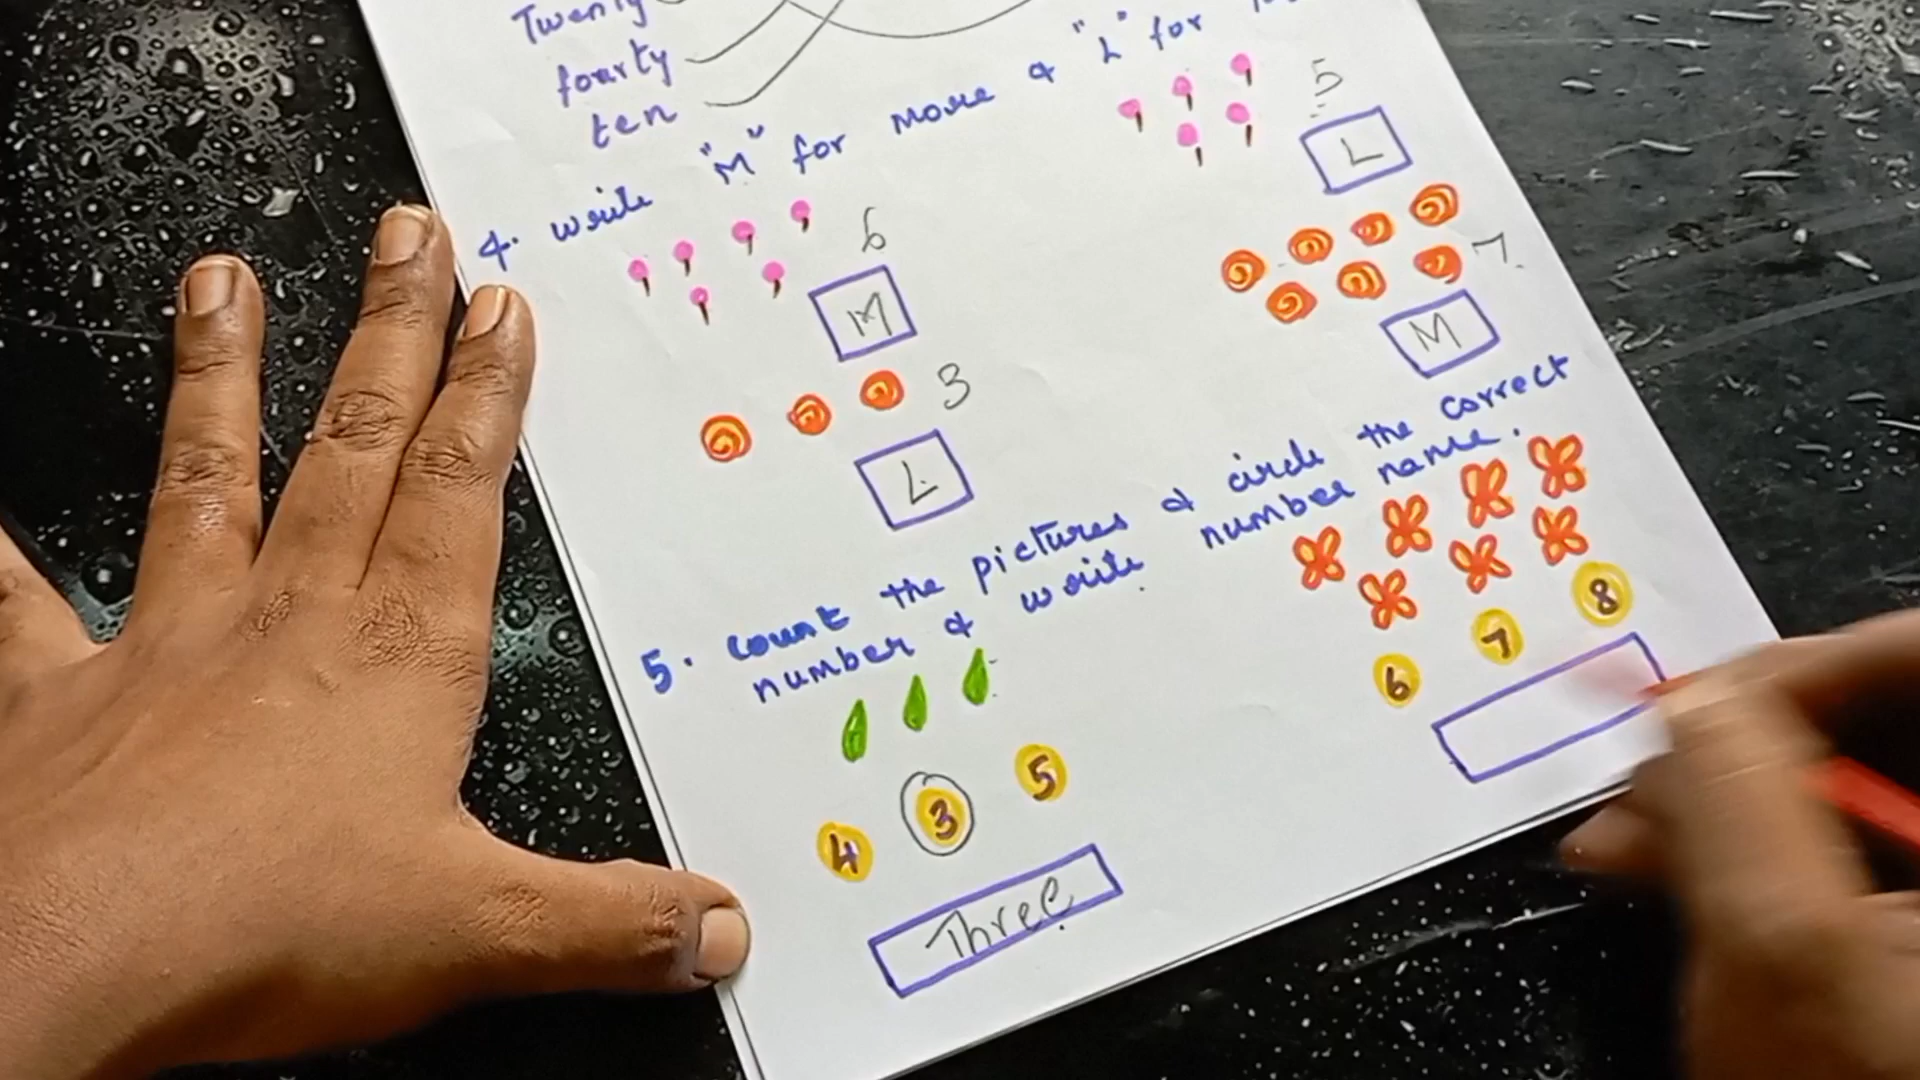 Twenty
fourty
ten
4. write "M" for more & "L" for
5
L
6
M
7.
M
3
L
5. count the pictures & circle the correct
number & write number name.
4 3 5
Three
6 7 8